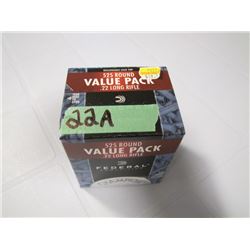 525 ROUND
VALUE PACK
.22 LONG RIFLE
22A
525 ROUND
VALUE PACK
.22 LONG RIFLE
FEDERAL